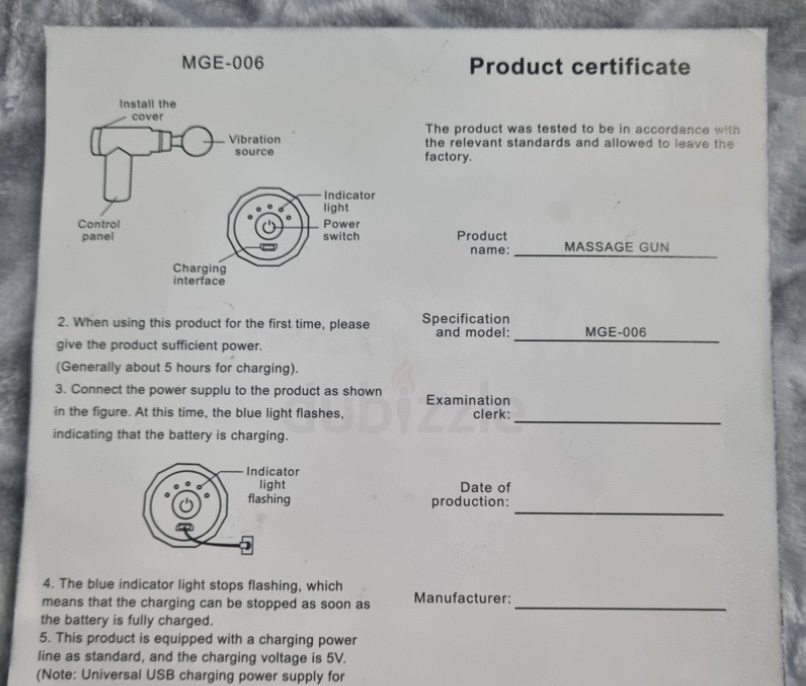 MGE-006
Install the
cover
Vibration
source
Control
panel
Indicator
light
Power
switch
Charging
interface
2. When using this product for the first time, please
give the product sufficient power.
(Generally about 5 hours for charging).
3. Connect the power supplu to the product as shown
in the figure. At this time, the blue light flashes,
indicating that the battery is charging.
Indicator
light
flashing
4. The blue indicator light stops flashing, which
means that the charging can be stopped as soon as
the battery is fully charged.
5. This product is equipped with a charging power
line as standard, and the charging voltage is 5V.
(Note: Universal USB charging power supply for
Product certificate
The product was tested to be in accordance with
the relevant standards and allowed to leave the
factory.
Product
name: MASSAGE GUN
Specification
and model: MGE-006
Examination
clerk:
Date of
production:
Manufacturer:
dubizzle